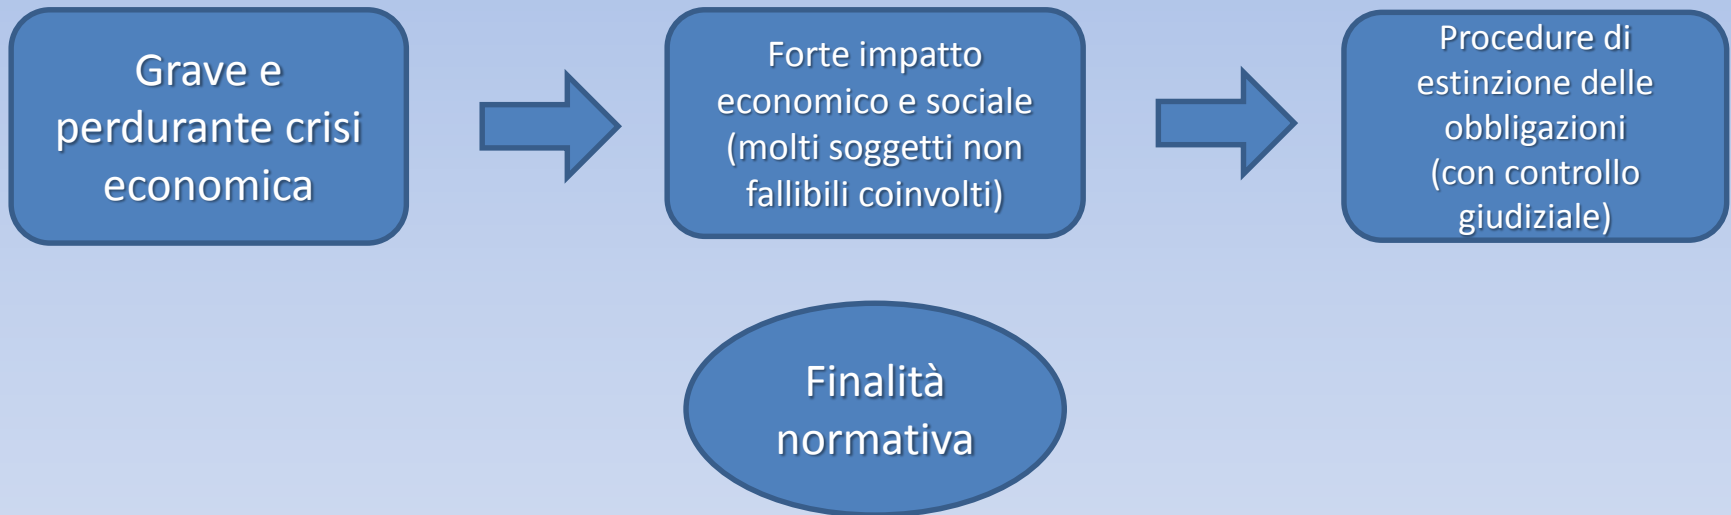 Grave e
perdurante crisi
economica
Forte impatto
economico e sociale
(molti soggetti non
fallibili coinvolti)
Procedure di
estinzione delle
obbligazioni
(con controllo
giudiziale)
Finalità
normativa